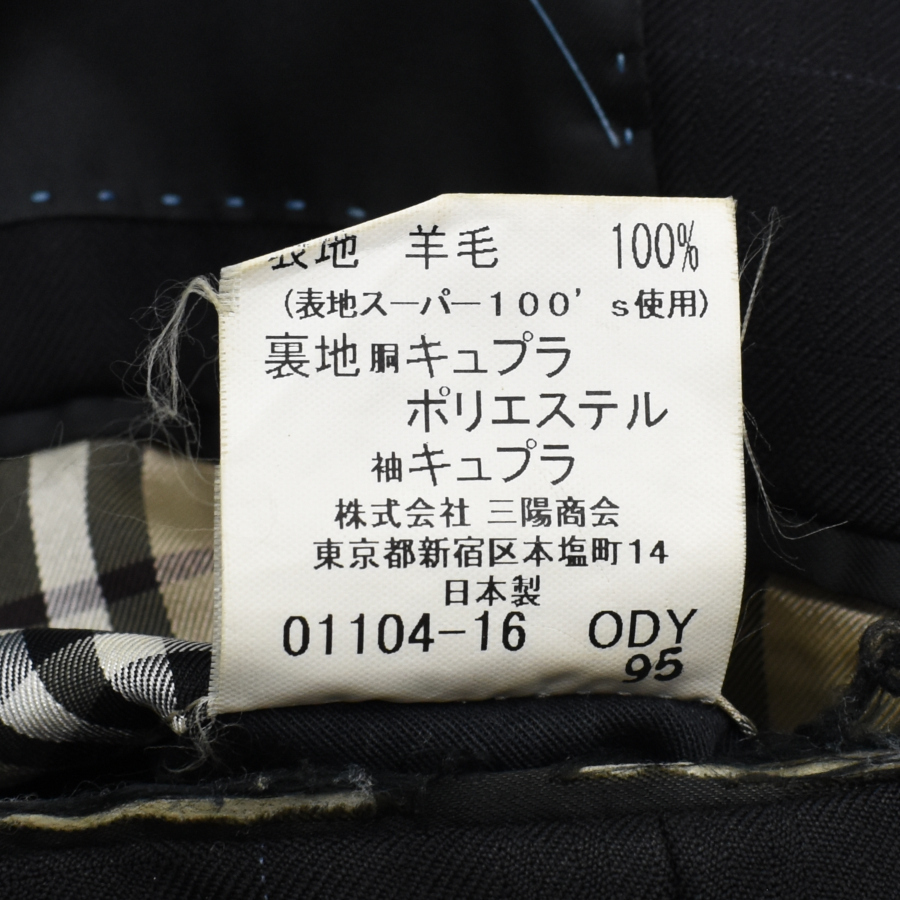 表地 羊毛 100%
(表地スーパー100's使用)
裏地胴キュプラ
ポリエステル
袖キュプラ
株式会社 三陽商会
東京都新宿区本塩町14
日本製
01104-16 ODY
95